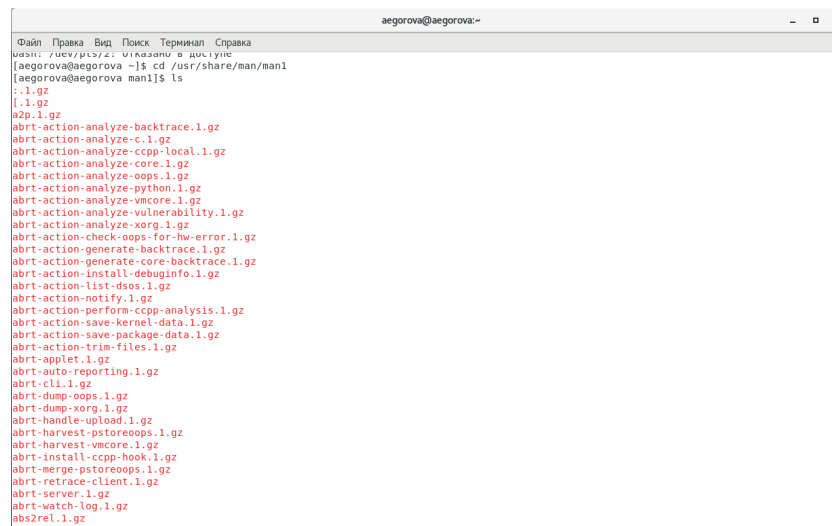 aegorova@aegorova:~
Файл Правка Вид Поиск Терминал Справка
bash: /dev/pts/2: Отказано в доступе
[aegorova@aegorova ~]$ cd /usr/share/man/man1
[aegorova@aegorova man1]$ ls
:.1.gz
[.1.gz
a2p.1.gz
abrt-action-analyze-backtrace.1.gz
abrt-action-analyze-c.1.gz
abrt-action-analyze-ccpp-local.1.gz
abrt-action-analyze-core.1.gz
abrt-action-analyze-oops.1.gz
abrt-action-analyze-python.1.gz
abrt-action-analyze-vmcore.1.gz
abrt-action-analyze-vulnerability.1.gz
abrt-action-analyze-xorg.1.gz
abrt-action-check-oops-for-hw-error.1.gz
abrt-action-generate-backtrace.1.gz
abrt-action-generate-core-backtrace.1.gz
abrt-action-install-debuginfo.1.gz
abrt-action-list-dsos.1.gz
abrt-action-notify.1.gz
abrt-action-perform-ccpp-analysis.1.gz
abrt-action-save-kernel-data.1.gz
abrt-action-save-package-data.1.gz
abrt-action-trim-files.1.gz
abrt-applet.1.gz
abrt-auto-reporting.1.gz
abrt-cli.1.gz
abrt-dump-oops.1.gz
abrt-dump-xorg.1.gz
abrt-handle-upload.1.gz
abrt-harvest-pstoreoops.1.gz
abrt-harvest-vmcore.1.gz
abrt-install-ccpp-hook.1.gz
abrt-merge-pstoreoops.1.gz
abrt-retrace-client.1.gz
abrt-server.1.gz
abrt-watch-log.1.gz
abs2rel.1.gz